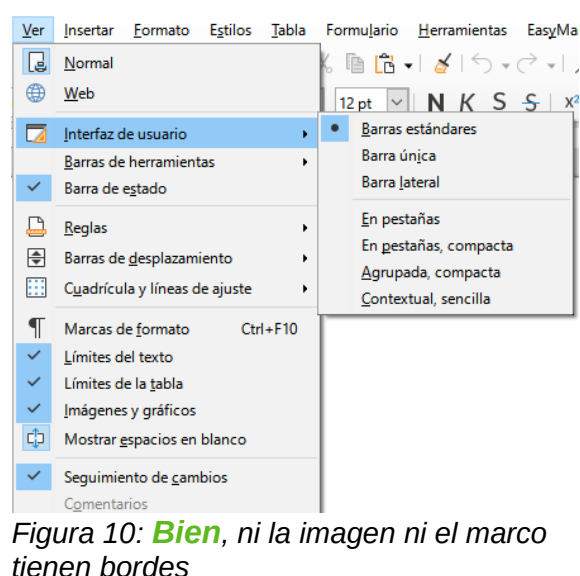 Ver Insertar Formato Estilos Tabla Formulario Herramientas EasyMa
Normal
Web
12 pt N K S S x²
Interfaz de usuario
Barras de herramientas
Barra de estado
Reglas
Barras de desplazamiento
Cuadrícula y líneas de ajuste
Marcas de formato Ctrl+F10
Límites del texto
Límites de la tabla
Imágenes y gráficos
Mostrar espacios en blanco
Seguimiento de cambios
Comentarios
Barras estándares
Barra única
Barra lateral
En pestañas
En pestañas, compacta
Agrupada, compacta
Contextual, sencilla
Figura 10: Bien, ni la imagen ni el marco
tienen bordes